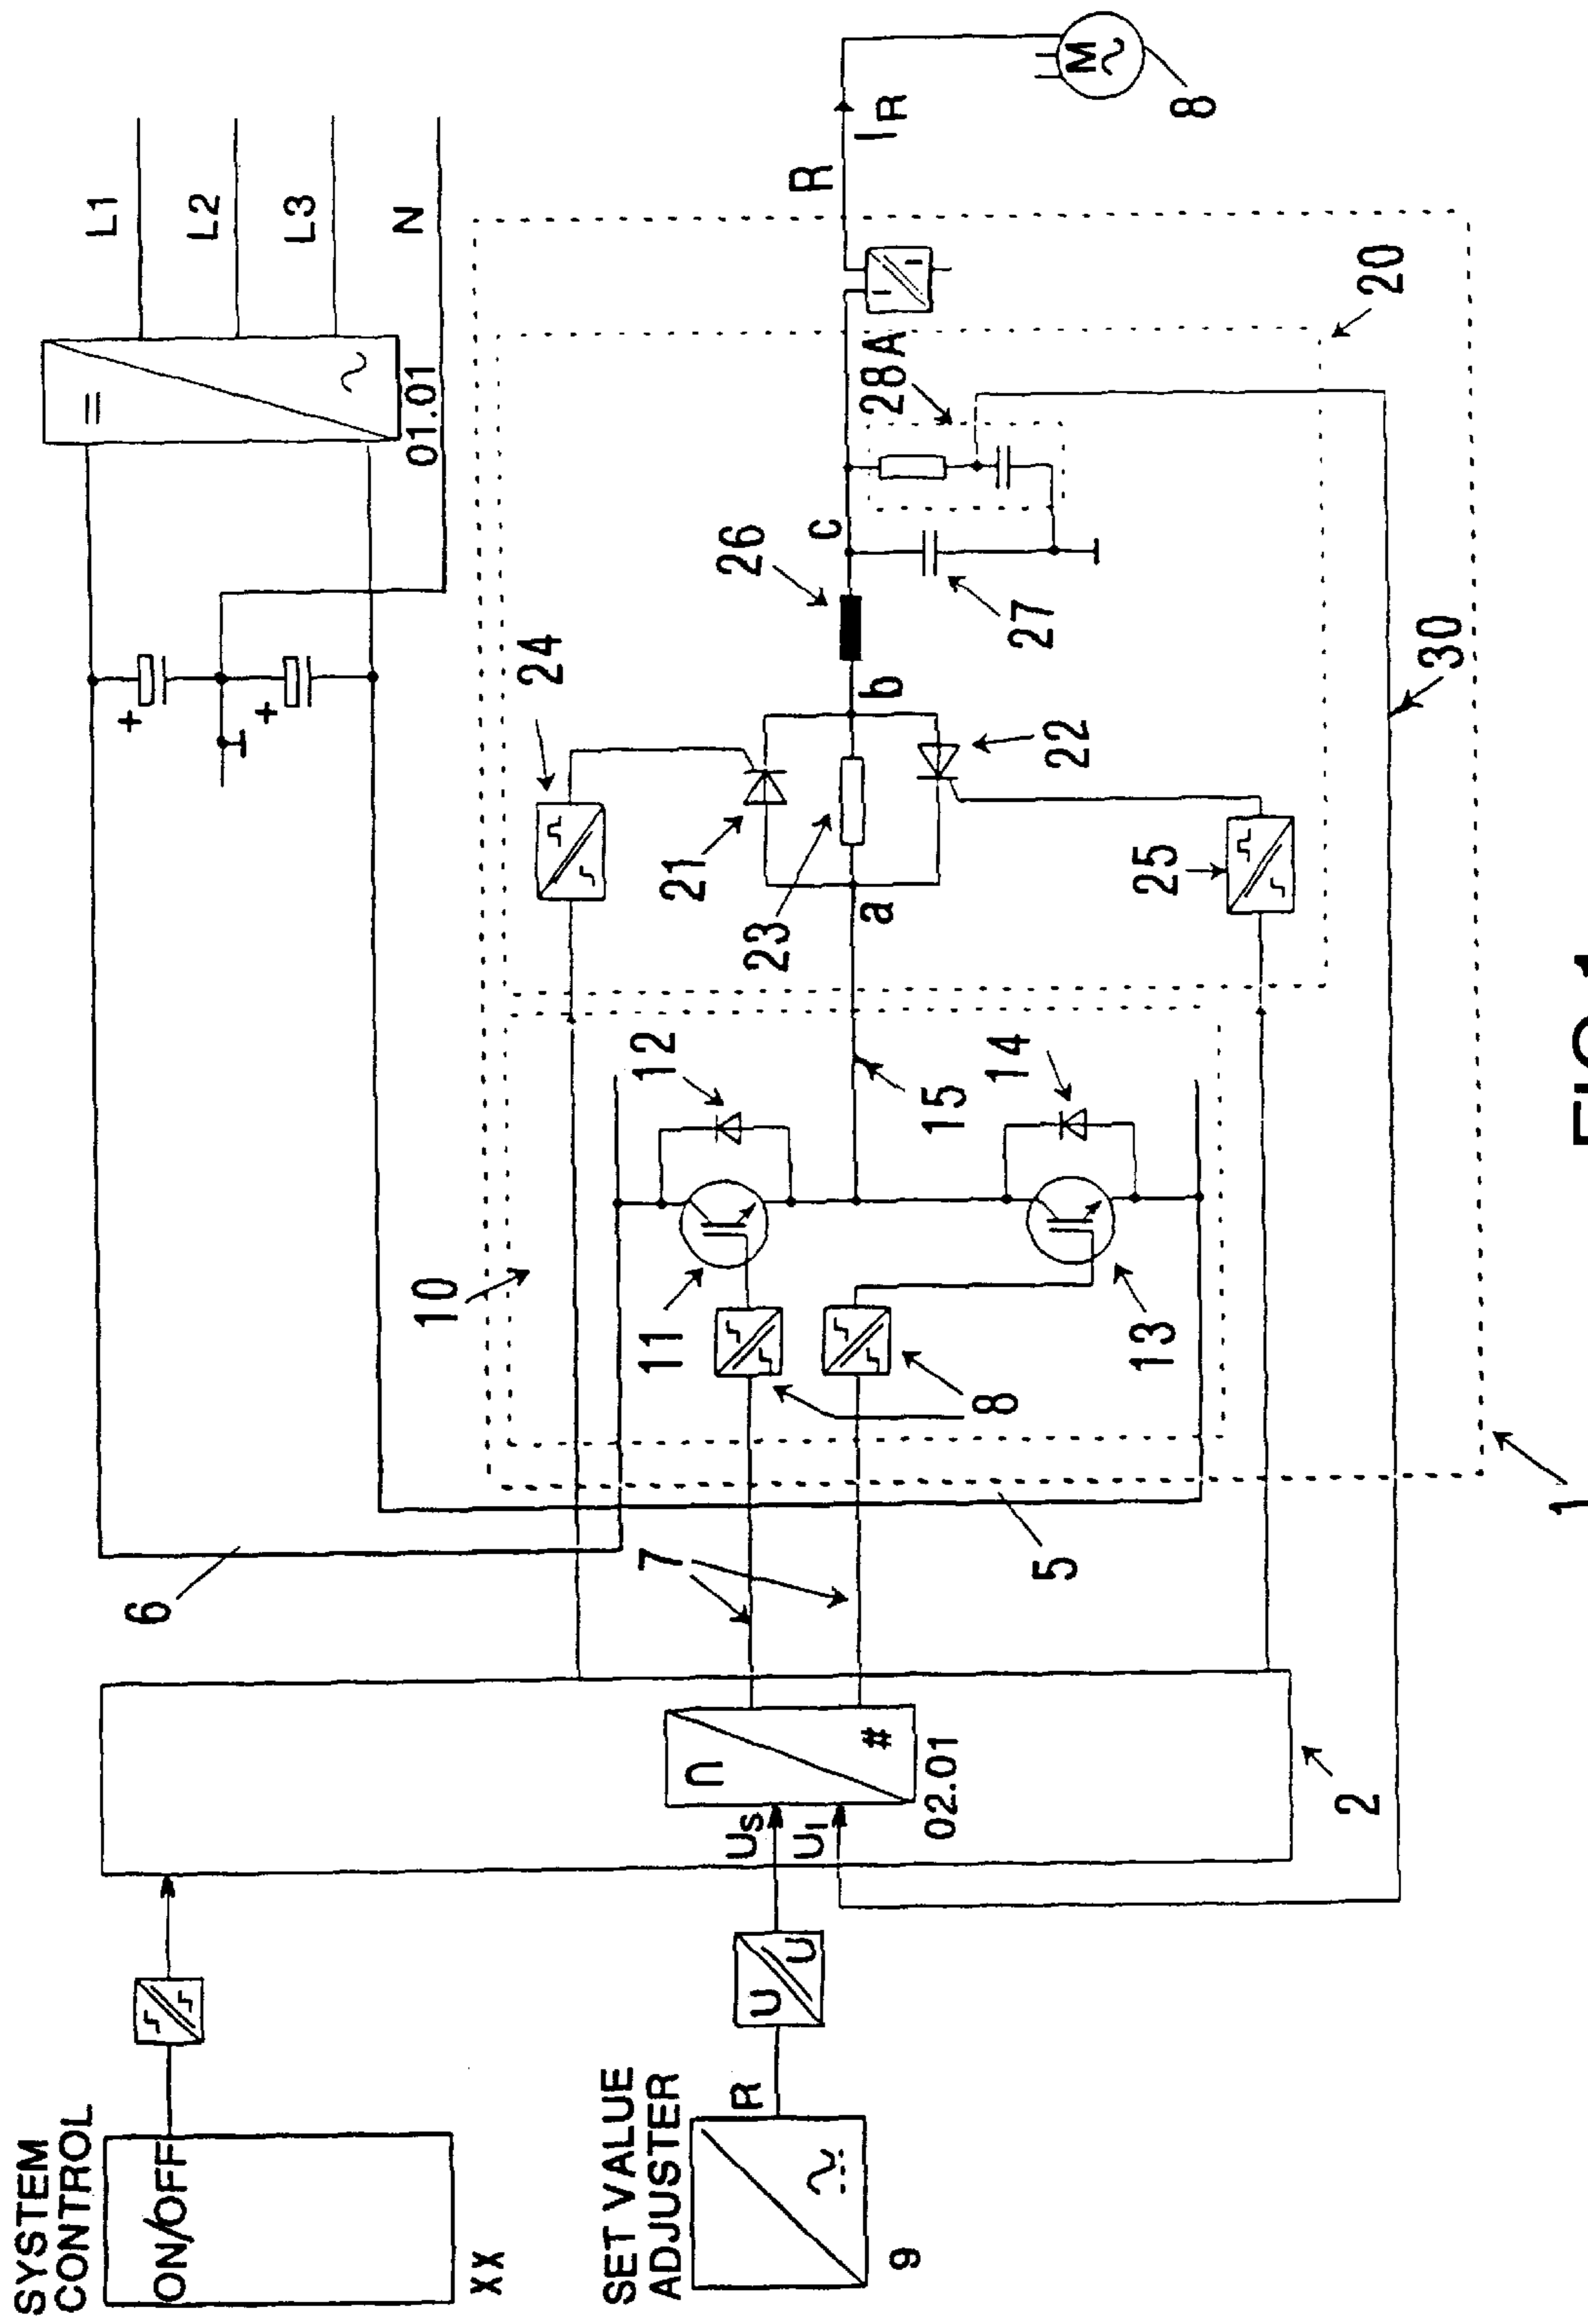 SYSTEM
CONTROL
ON/OFF
XX
SET VALUE
ADJUSTER
R
9
U
U
US
UI
U
#
02.01
2
6
7
5
1
10
11
8
13
12
15
14
=
~
01.01
L1
L2
L3
N
+
+
24
21
23
a
22
25
b
26
c
27
28A
20
30
I
I
R
IR
M
~
8
FIG.1